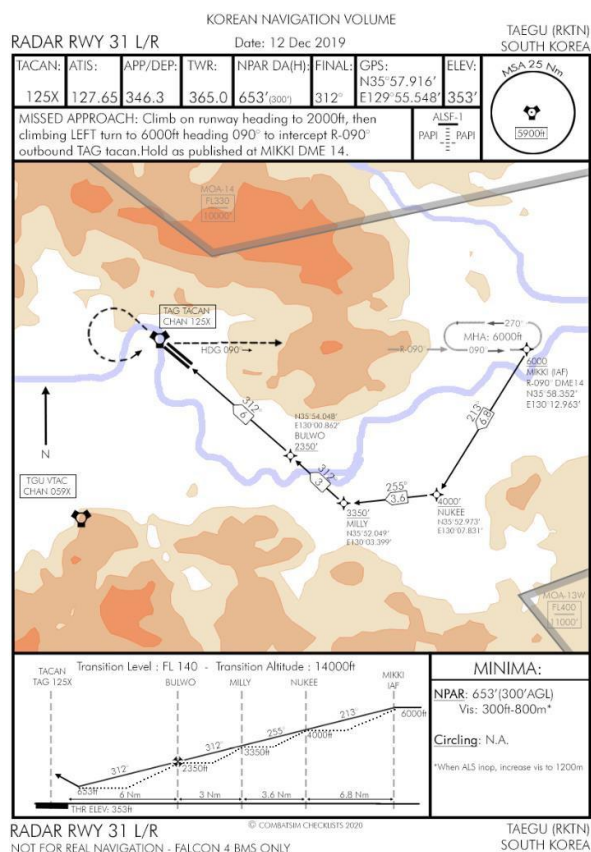 KOREAN NAVIGATION VOLUME
RADAR RWY 31 L/R
Date: 12 Dec 2019
TAEGU (RKTN)
SOUTH KOREA
TACAN: ATIS: APP/DEP: TWR: NPAR DA(H): FINAL: GPS: ELEV:
125X 127.65 346.3 365.0 653'(300') 312° N35°57.916' E129°55.548' 353'
MSA 25 Nm
5900ft
MISSED APPROACH: Climb on runway heading to 2000ft, then
climbing LEFT turn to 6000ft heading 090° to intercept R-090°
outbound TAG tacan.Hold as published at MIKKI DME 14.
ALSF-1
PAPI PAPI
MOA-14
FL330
10000'
TAG TACAN
CHAN 125X
HDG 090°
R-090°
270°
MHA: 6000ft
090°
6000
MIKKI (IAF)
R-090° DME14
N35°58.352'
E130°12.963'
312°
6
N35°54.048'
E130°00.862'
BULWO
2350'
213°
6.8
N
312°
3
255°
3.6
TGU VTAC
CHAN 059X
3350'
MILLY
N35°52.049'
E130°03.399'
4000'
NUKEE
N35°52.973'
E130°07.831'
MOA-13W
FL400
11000'
Transition Level : FL 140 - Transition Altitude : 14000ft
TACAN
TAG 125X
BULWO
MILLY
NUKEE
MIKKI
IAF
312°
312°
255°
213°
653ft
2350ft
3350ft
4000ft
6000ft
6 Nm
3 Nm
3.6 Nm
6.8 Nm
THR ELEV: 353ft
MINIMA:
NPAR: 653'(300'AGL)
Vis: 300ft-800m*
Circling: N.A.
*When ALS inop, increase vis to 1200m
RADAR RWY 31 L/R
© COMBATSIM CHECKLISTS 2020
TAEGU (RKTN)
NOT FOR REAL NAVIGATION - FALCON 4 BMS ONLY
SOUTH KOREA